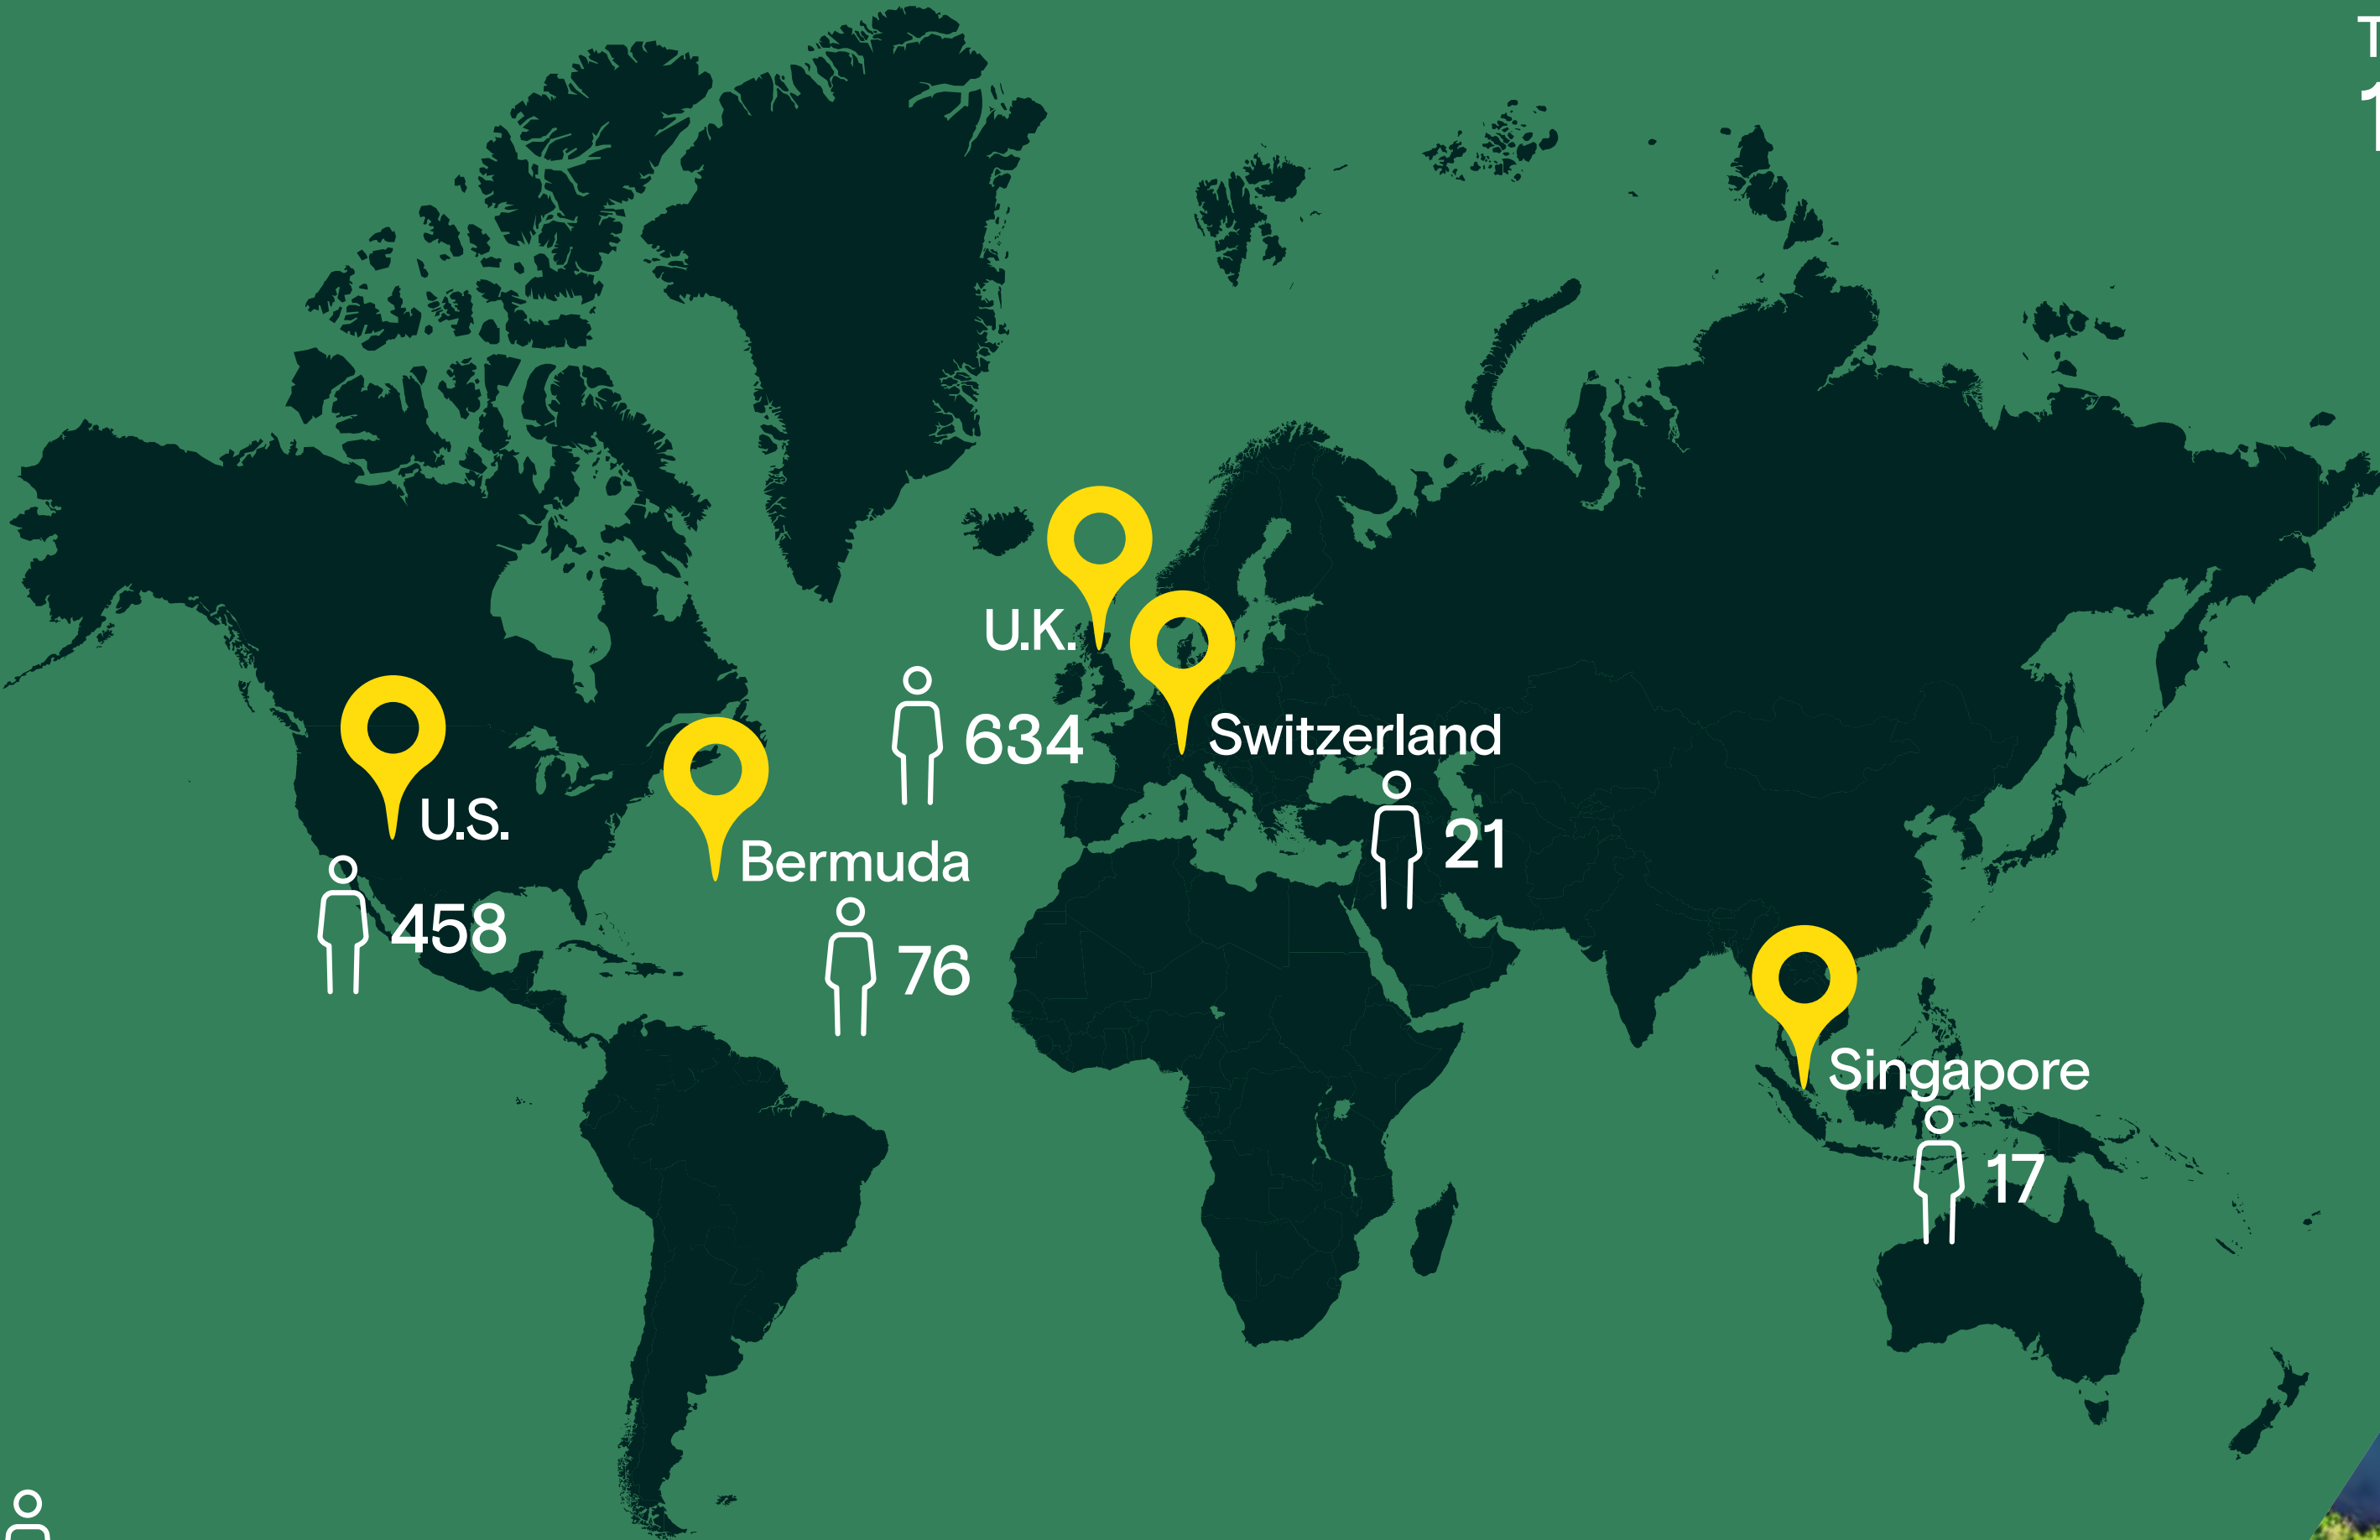 U.K.
634
Switzerland
21
U.S.
458
Bermuda
76
Singapore
17